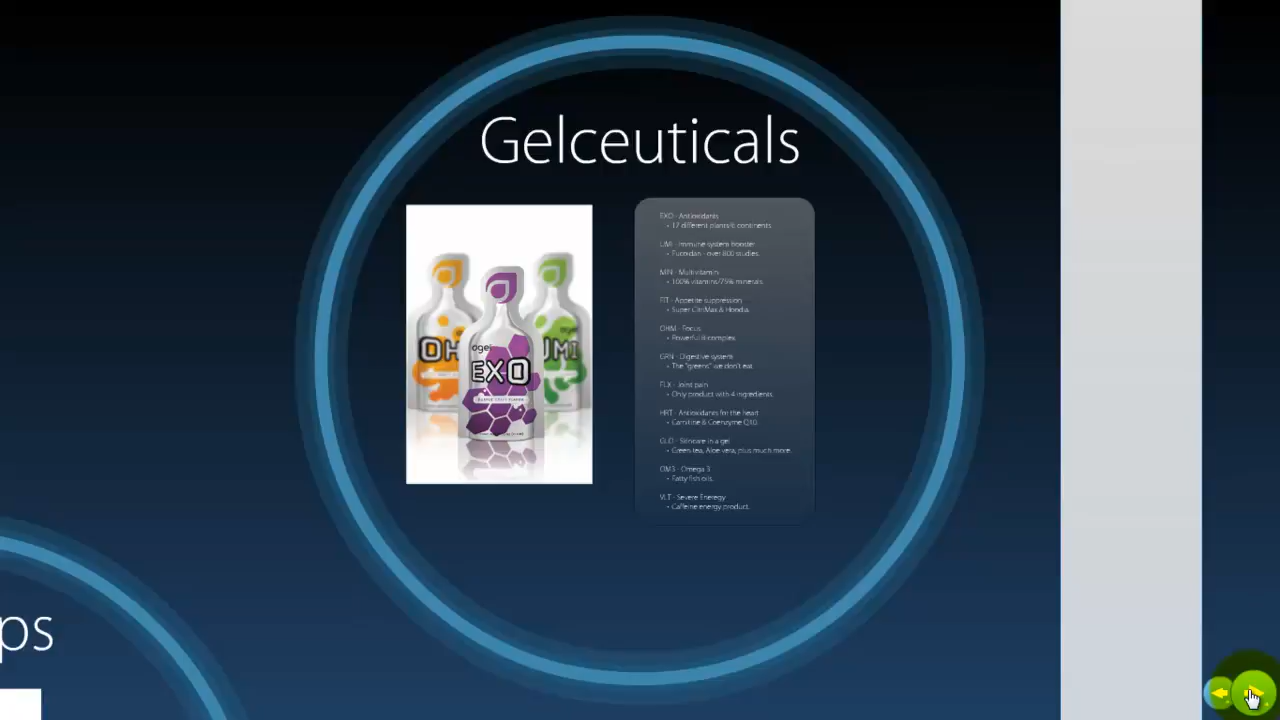 Gelceuticals
EXO - Antioxidants
• 17 different plants/6 continents
UMI - Immune system Booster
• Fucoidan - over 800 studies.
MIN - Multivitamin
• 100% vitamins/75% minerals
FIT - Appetite suppression
• Super CitriMax & Hoodia.
OHM - Focus
• Powerful B complex.
GRN - Digestive system
• The "greens" we don't eat.
FLX - Joint pain
• Only product with 4 ingredients.
HRT - Antioxidants for the heart
• Carnitine & Coenzyme Q10.
GLO - Skincare in a gel
• Green tea, Aloe vera, plus much more.
OM3 - Omega 3
• Fatty fish oils.
VLT - Severe Energy
• Caffeine energy product.
agel
OH
EXO
UMI
ps